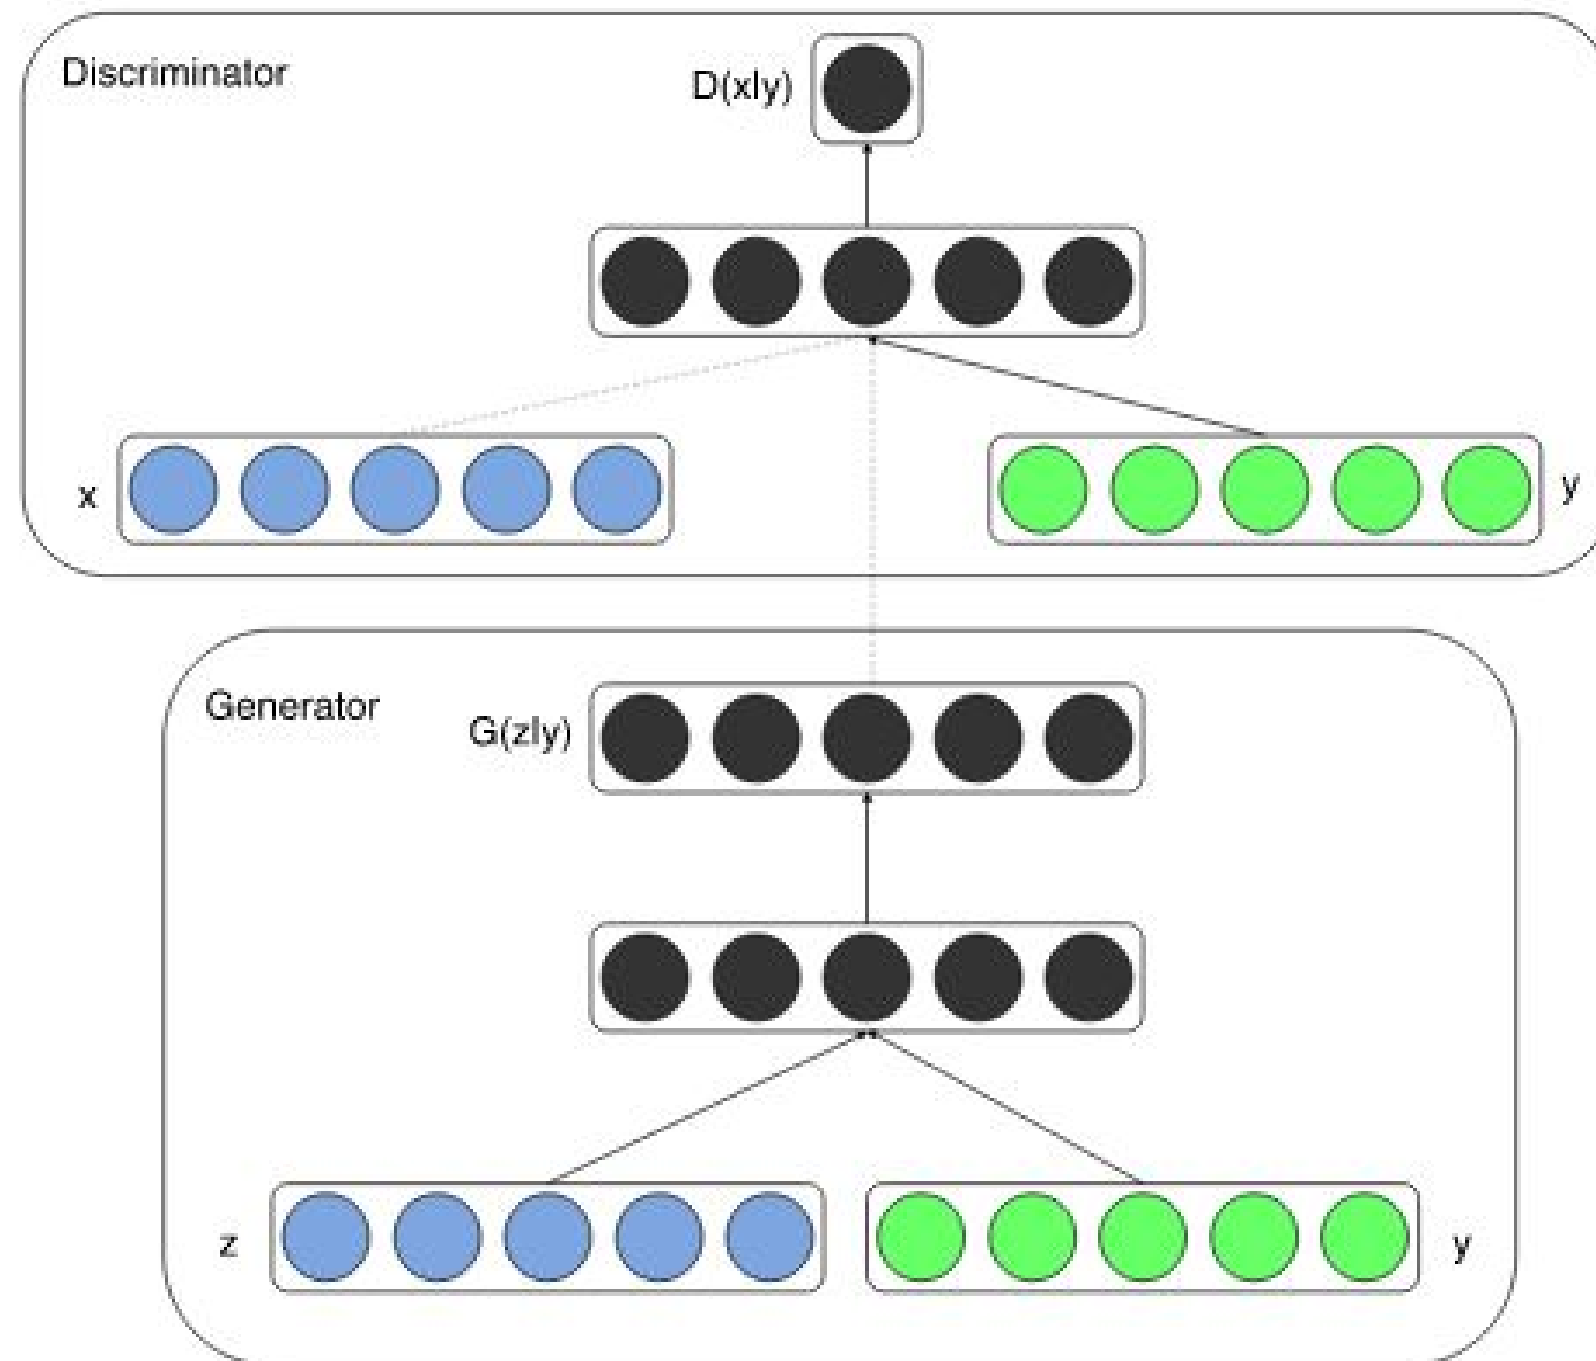 Discriminator
D(x|y)
x
y
Generator
G(z|y)
z
y